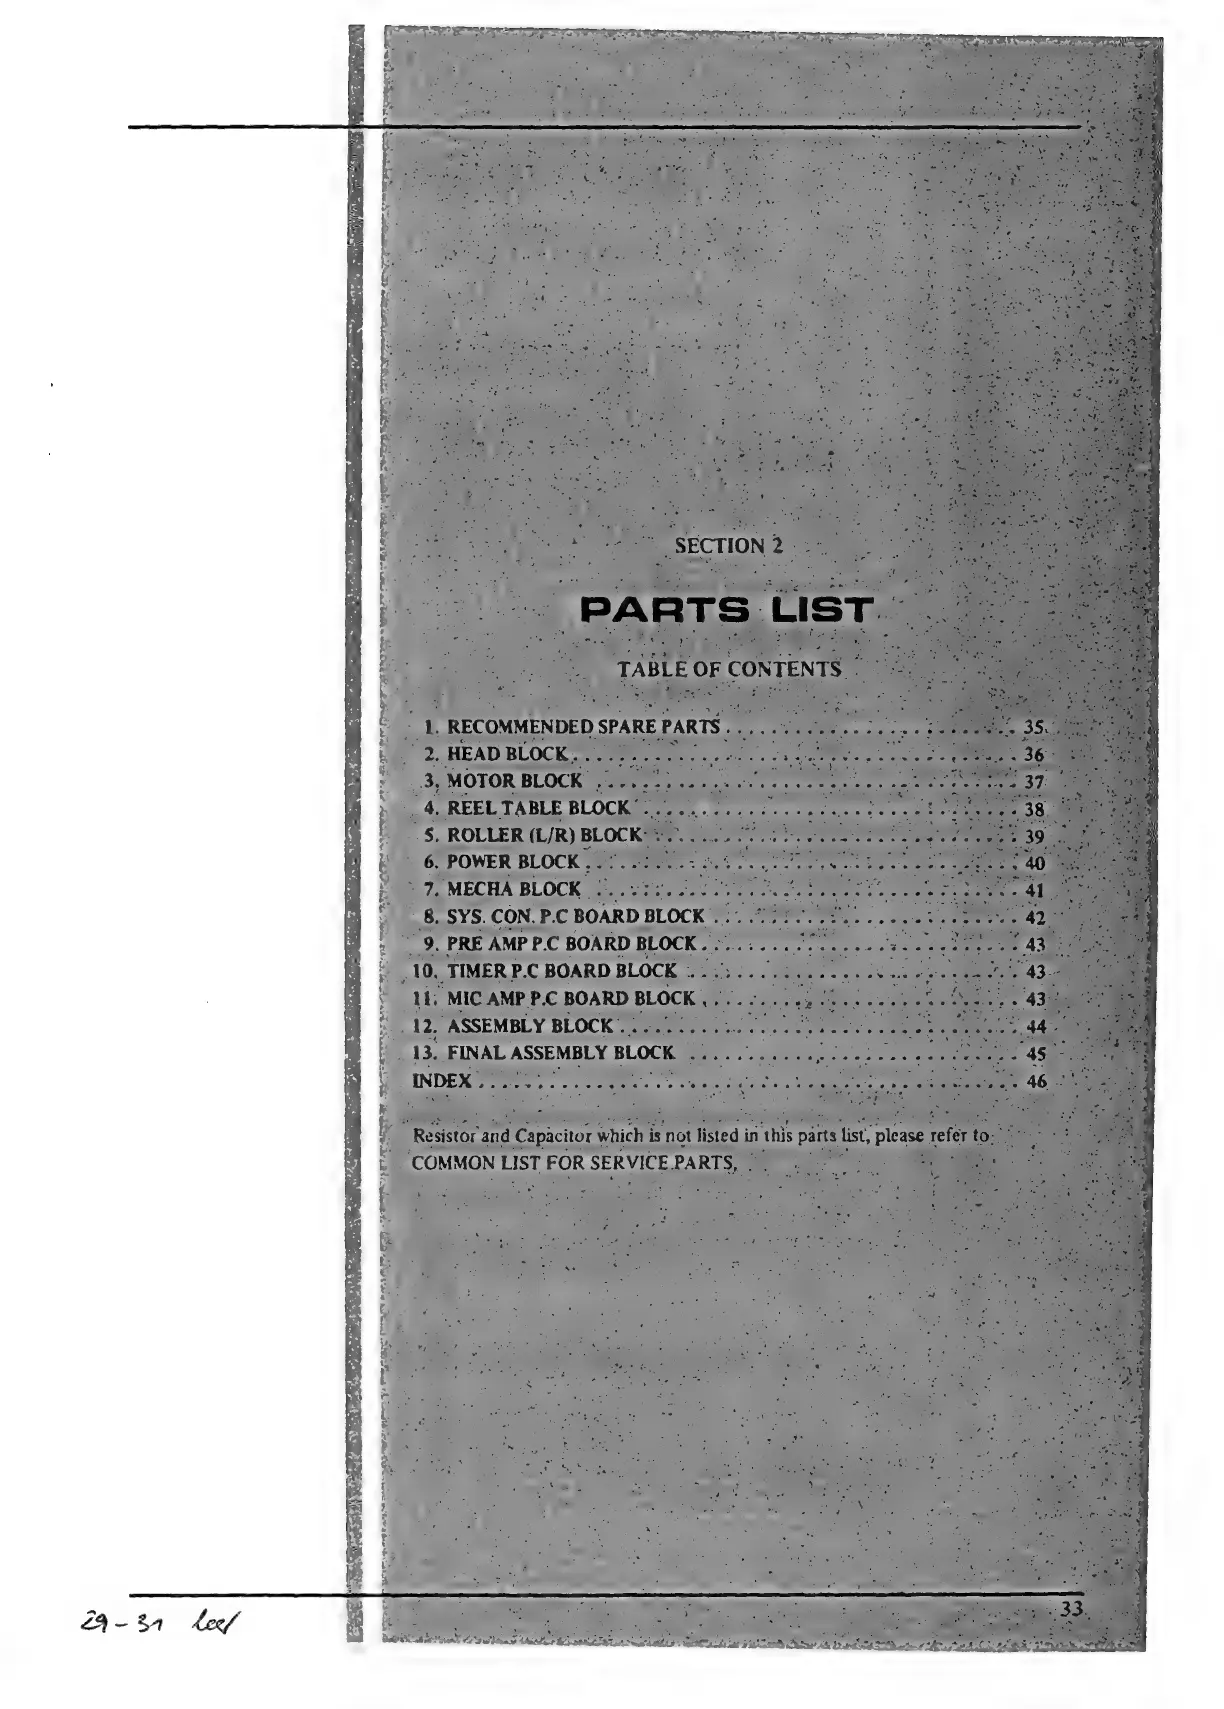 SECTION 2
PARTS LIST
TABLE OF CONTENTS
1. RECOMMENDED SPARE PARTS . . . . . . . . . . . . . . . . . . . . 35
2. HEAD BLOCK . . . . . . . . . . . . . . . . . . . . 36
3. MOTOR BLOCK . . . . . . . . . . . . . . . . . . . . 37
4. REEL TABLE BLOCK . . . . . . . . . . . . . . . . . . . . 38
5. ROLLER (L/R) BLOCK . . . . . . . . . . . . . . . . . . . . 39
6. POWER BLOCK . . . . . . . . . . . . . . . . . . . . 40
7. MECHA BLOCK . . . . . . . . . . . . . . . . . . . . 41
8. SYS. CON. P.C BOARD BLOCK . . . . . . . . . . . . . . . . . . . . 42
9. PRE AMP P.C BOARD BLOCK . . . . . . . . . . . . . . . . . . . . 43
10. TIMER P.C BOARD BLOCK . . . . . . . . . . . . . . . . . . . . 43
11. MIC AMP P.C BOARD BLOCK . . . . . . . . . . . . . . . . . . . . 43
12. ASSEMBLY BLOCK . . . . . . . . . . . . . . . . . . . . 44
13. FINAL ASSEMBLY BLOCK . . . . . . . . . . . . . . . . . . . . 45
INDEX . . . . . . . . . . . . . . . . . . . . 46
Resistor and Capacitor which is not listed in this parts list, please refer to
COMMON LIST FOR SERVICE PARTS.
33
29 - 31